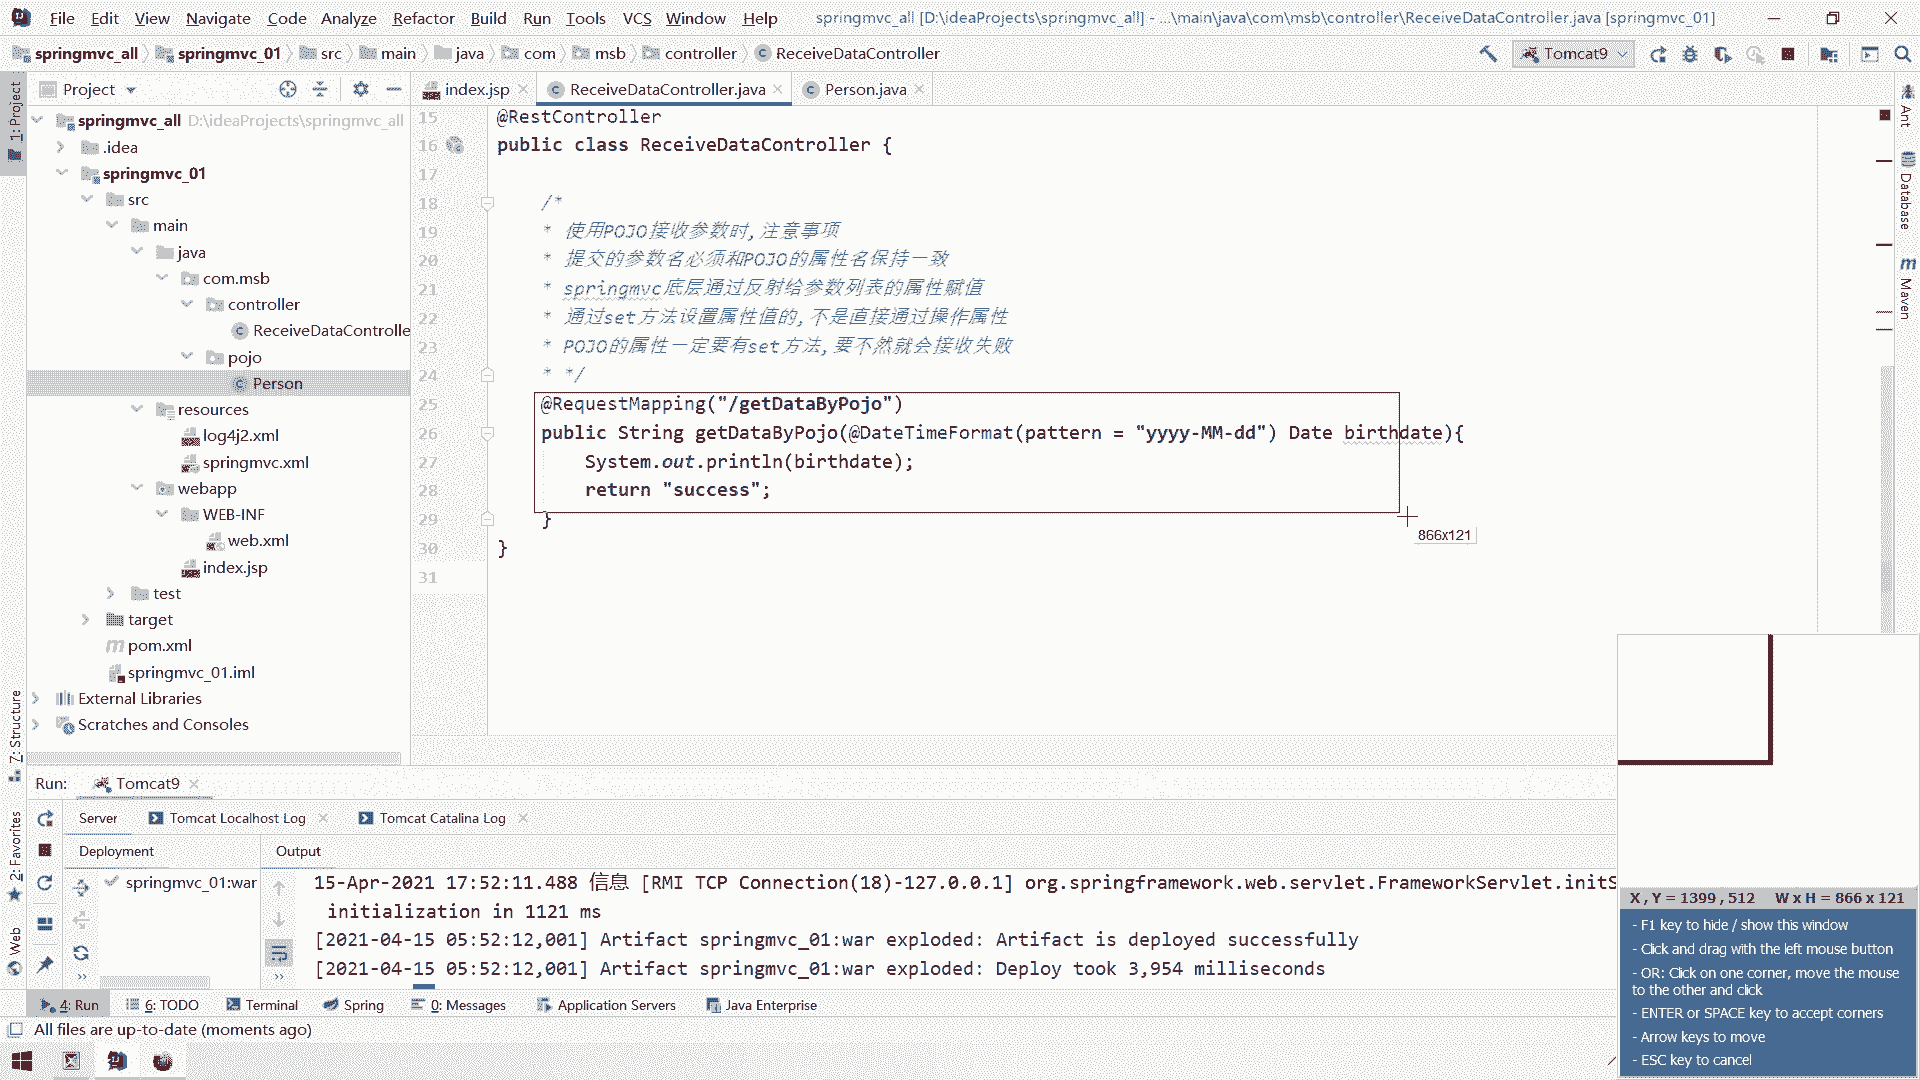 File Edit View Navigate Code Analyze Refactor Build Run Tools VCS Window Help springmvc_all [D:\ideaProjects\springmvc_all] - ...\main\java\com\msb\controller\ReceiveDataController.java [springmvc_01]
springmvc_all springmvc_01 src main java com msb controller ReceiveDataController Tomcat9
Project
index.jsp ReceiveDataController.java Person.java
1: Project
springmvc_all D:\ideaProjects\springmvc_all
.idea
springmvc_01
src
main
java
com.msb
controller
ReceiveDataControlle
pojo
Person
resources
log4j2.xml
springmvc.xml
webapp
WEB-INF
web.xml
index.jsp
test
target
pom.xml
springmvc_01.iml
External Libraries
Scratches and Consoles
15 @RestController
16 public class ReceiveDataController {
17
18 /*
19 * 使用POJO接收参数时,注意事项
20 * 提交的参数名必须和POJO的属性名保持一致
21 * springmvc底层通过反射给参数列表的属性赋值
22 * 通过set方法设置属性值的,不是直接通过操作属性
23 * POJO的属性一定要有set方法,要不然就会接收失败
24 * */
25 @RequestMapping("/getDataByPojo")
26 public String getDataByPojo(@DateTimeFormat(pattern = "yyyy-MM-dd") Date birthdate){
27 System.out.println(birthdate);
28 return "success";
29 }
30 }
31
866x121
Ant
Database
Maven
7: Structure
2: Favorites
Web
Run: Tomcat9
Server Tomcat Localhost Log Tomcat Catalina Log
Deployment Output
springmvc_01:war
15-Apr-2021 17:52:11.488 信息 [RMI TCP Connection(18)-127.0.0.1] org.springframework.web.servlet.FrameworkServlet.initS
initialization in 1121 ms
[2021-04-15 05:52:12,001] Artifact springmvc_01:war exploded: Artifact is deployed successfully
[2021-04-15 05:52:12,001] Artifact springmvc_01:war exploded: Deploy took 3,954 milliseconds
4: Run 6: TODO Terminal Spring 0: Messages Application Servers Java Enterprise
All files are up-to-date (moments ago)
X , Y = 1399 , 512 W x H = 866 x 121
- F1 key to hide / show this window
- Click and drag with the left mouse button
- OR: Click on one corner, move the mouse
to the other and click
- ENTER or SPACE key to accept corners
- Arrow keys to move
- ESC key to cancel